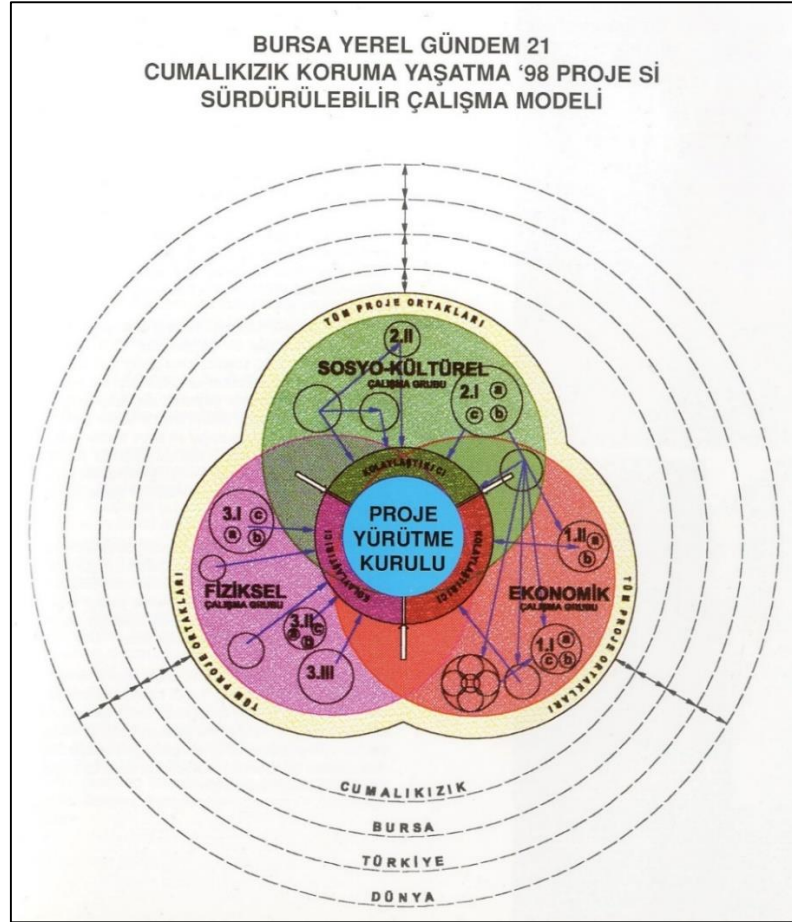 BURSA YEREL GÜNDEM 21
CUMALIKIZIK KORUMA YAŞATMA ‘98 PROJE Sİ
SÜRDÜRÜLEBİLİR ÇALIŞMA MODELİ
TÜM PROJE ORTAKLARI
2.II
SOSYO-KÜLTÜREL
ÇALIŞMA GRUBU
2.I
a
c
b
KOLAYLAŞTIRICI
PROJE
YÜRÜTME
KURULU
KOLAYLAŞTIRICI
KOLAYLAŞTIRICI
3.I
c
a
b
FİZİKSEL
ÇALIŞMA GRUBU
3.II
a
c
b
3.III
1.II
a
b
EKONOMİK
ÇALIŞMA GRUBU
1.I
a
c
b
TÜM PROJE ORTAKLARI
TÜM PROJE ORTAKLARI
CUMALIKIZIK
BURSA
TÜRKİYE
DÜNYA